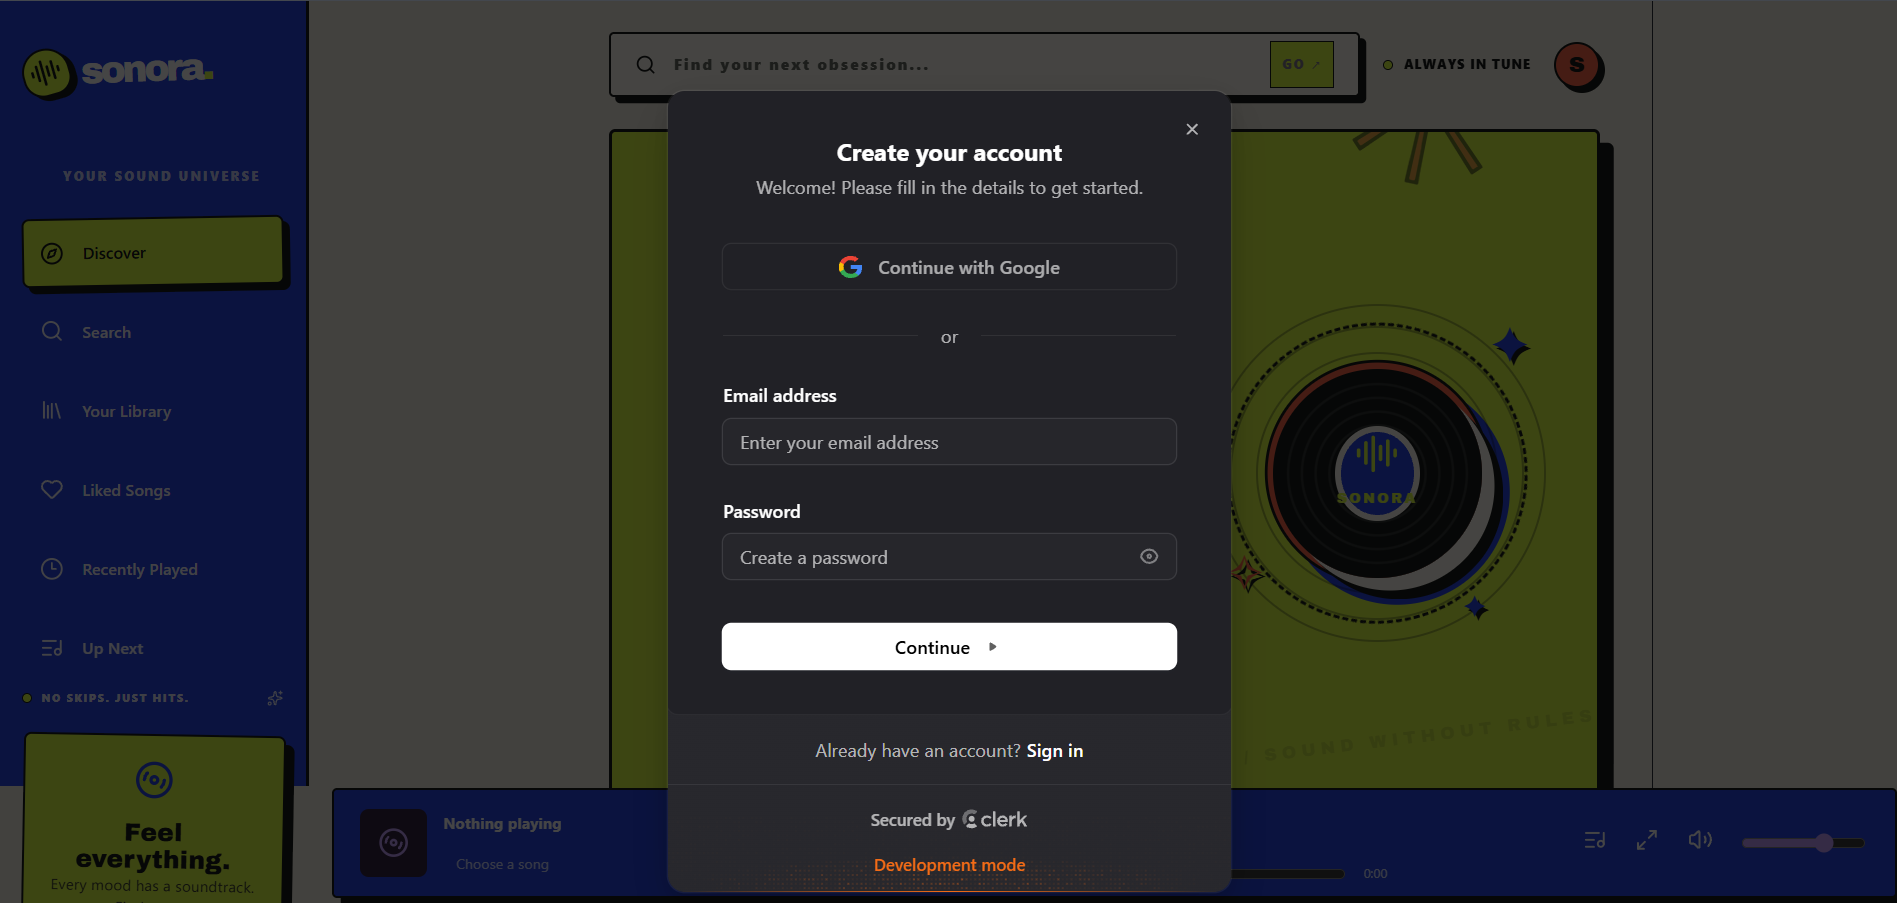 sonora.
Find your next obsession...
GO ↗
ALWAYS IN TUNE
S
YOUR SOUND UNIVERSE
Discover
Search
Your Library
Liked Songs
Recently Played
Up Next
NO SKIPS. JUST HITS.
Feel
everything.
Every mood has a soundtrack.
Create your account
Welcome! Please fill in the details to get started.
Continue with Google
or
Email address
Enter your email address
Password
Create a password
Continue
Already have an account? Sign in
Secured by clerk
Development mode
SONORA
SOUND WITHOUT RULES
Nothing playing
Choose a song
0:00